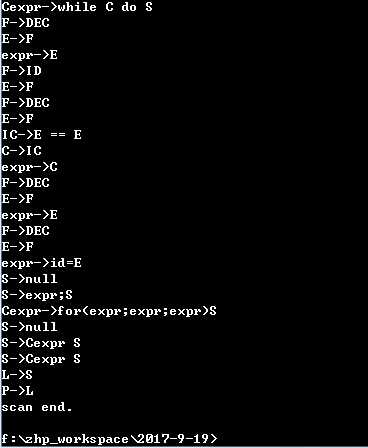 Cexpr->while C do S
F->DEC
E->F
expr->E
F->ID
E->F
F->DEC
E->F
IC->E == E
C->IC
expr->C
F->DEC
E->F
expr->E
F->DEC
E->F
expr->id=E
S->null
S->expr;S
Cexpr->for(expr;expr;expr)S
S->null
S->Cexpr S
S->Cexpr S
L->S
P->L
scan end.
f:\zhp_workspace\2017-9-19>